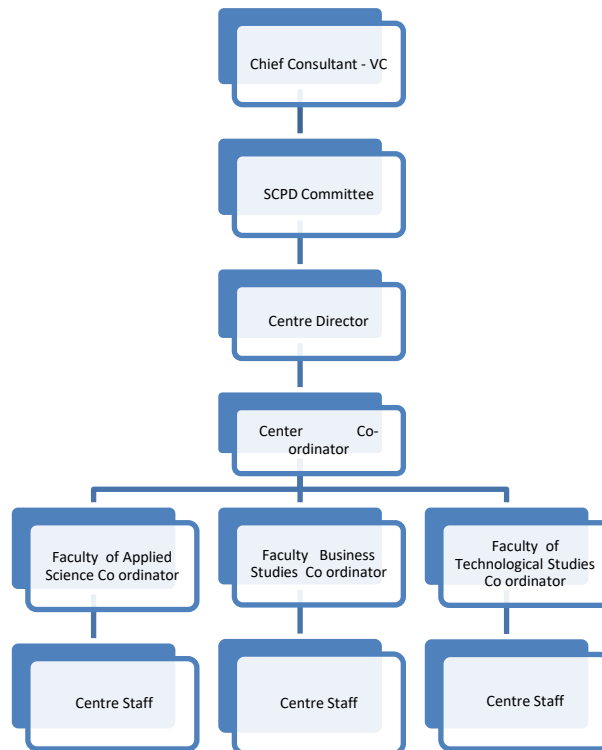 Chief Consultant - VC
SCPD Committee
Centre Director
Center Co-
ordinator
Faculty of Applied
Science Co ordinator
Faculty Business
Studies Co ordinator
Faculty of
Technological Studies
Co ordinator
Centre Staff
Centre Staff
Centre Staff